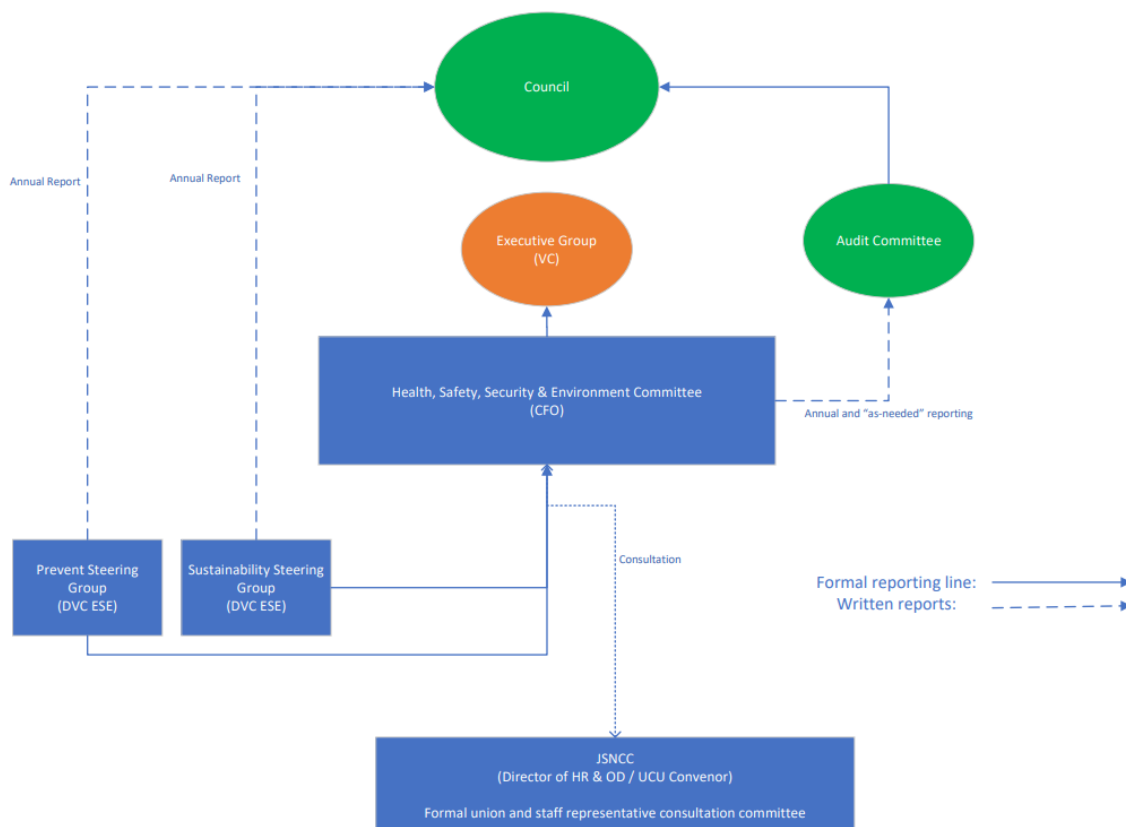 Council
Annual Report
Annual Report
Executive Group
(VC)
Audit Committee
Health, Safety, Security & Environment Committee
(CFO)
Annual and “as-needed” reporting
Prevent Steering
Group
(DVC ESE)
Sustainability Steering
Group
(DVC ESE)
Consultation
Formal reporting line:
Written reports:
JSNCC
(Director of HR & OD / UCU Convenor)
Formal union and staff representative consultation committee